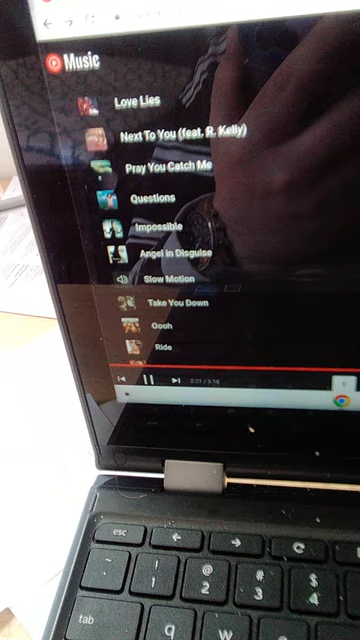 Music
Love Lies
Next To You (feat. R. Kelly)
Pray You Catch Me
Questions
Impossible
Angel in Disguise
Slow Motion
Take You Down
Oooh
Ride
esc
~
!
1
@
2
#
3
$
4
tab
q
w